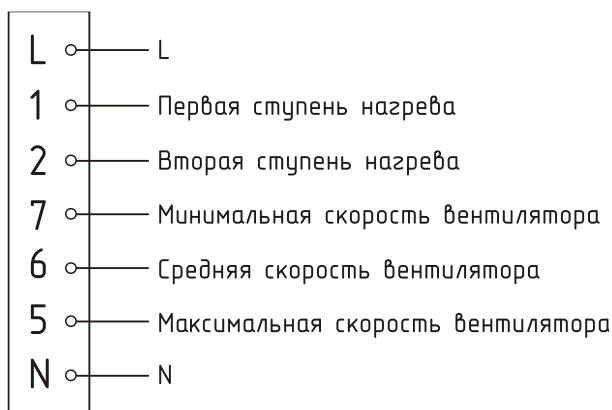 L L
1 Первая ступень нагрева
2 Вторая ступень нагрева
7 Минимальная скорость вентилятора
6 Средняя скорость вентилятора
5 Максимальная скорость вентилятора
N N